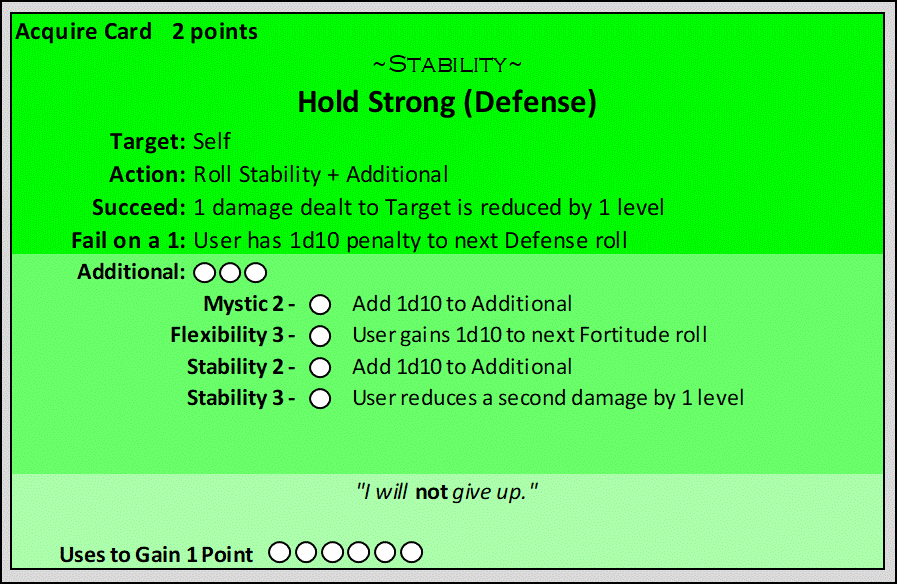 Acquire Card 2 points
~STABILITY~
Hold Strong (Defense)
Target: Self
Action: Roll Stability + Additional
Succeed: 1 damage dealt to Target is reduced by 1 level
Fail on a 1: User has 1d10 penalty to next Defense roll
Additional:
Mystic 2 - Add 1d10 to Additional
Flexibility 3 - User gains 1d10 to next Fortitude roll
Stability 2 - Add 1d10 to Additional
Stability 3 - User reduces a second damage by 1 level
"I will not give up."
Uses to Gain 1 Point